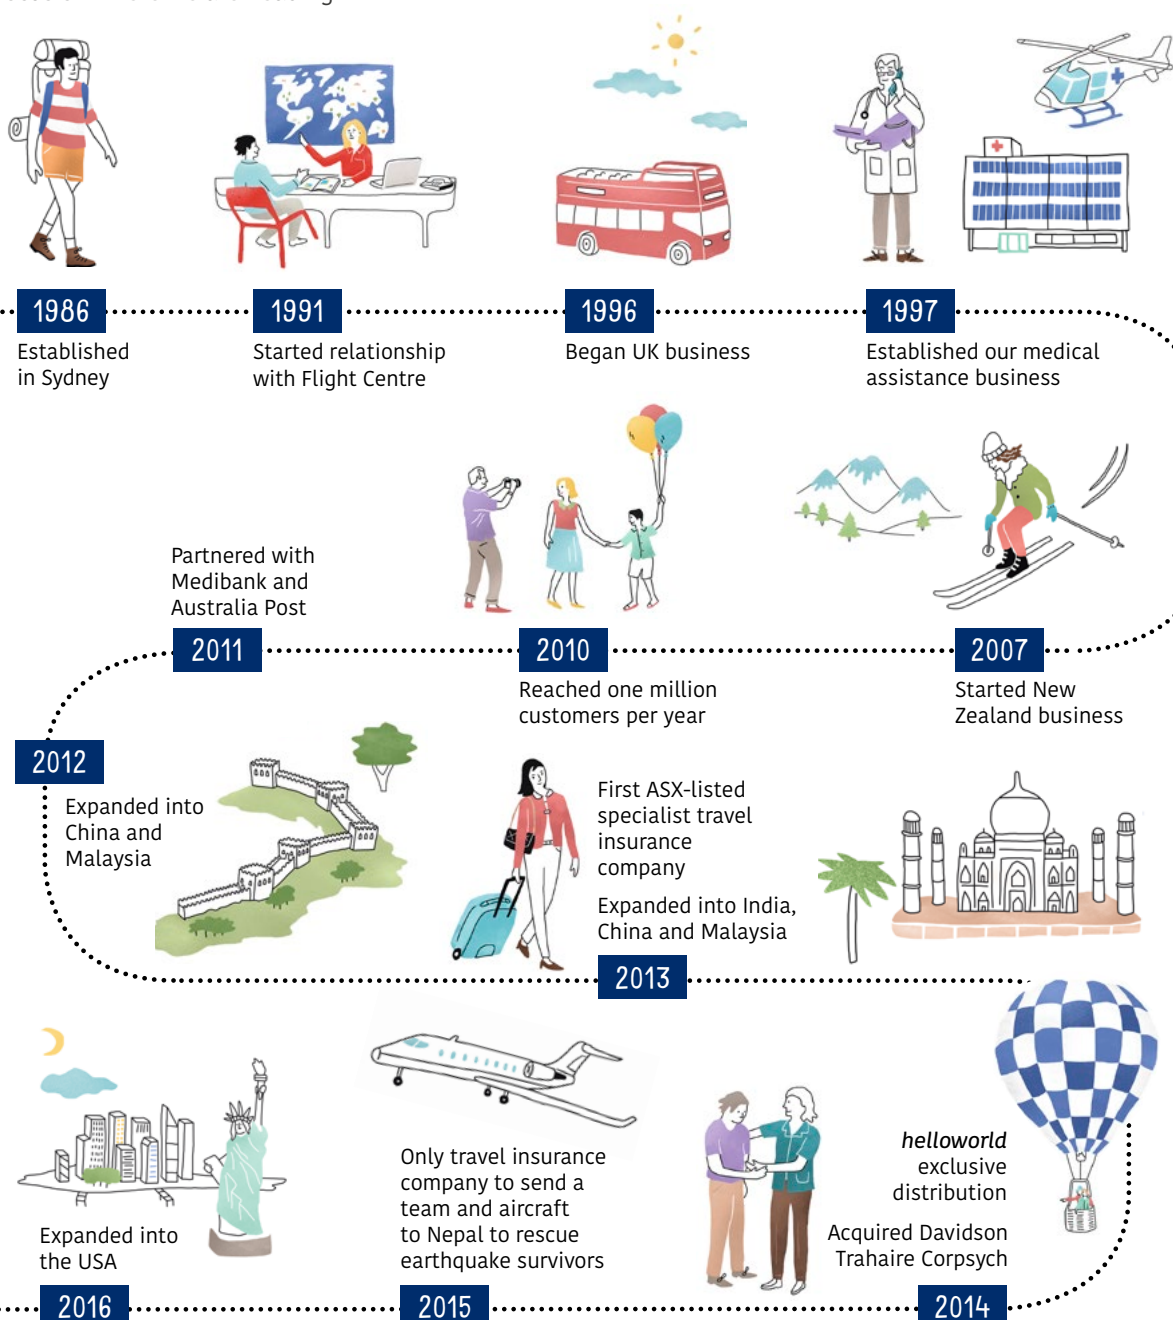 1986
Established
in Sydney
1991
Started relationship
with Flight Centre
1996
Began UK business
1997
Established our medical
assistance business
2007
Started New
Zealand business
2010
Reached one million
customers per year
Partnered with
Medibank and
Australia Post
2011
2012
Expanded into
China and
Malaysia
First ASX-listed
specialist travel
insurance
company
Expanded into India,
China and Malaysia
2013
helloworld
exclusive
distribution
Acquired Davidson
Trahaire Corpsych
2014
Only travel insurance
company to send a
team and aircraft
to Nepal to rescue
earthquake survivors
2015
Expanded into
the USA
2016